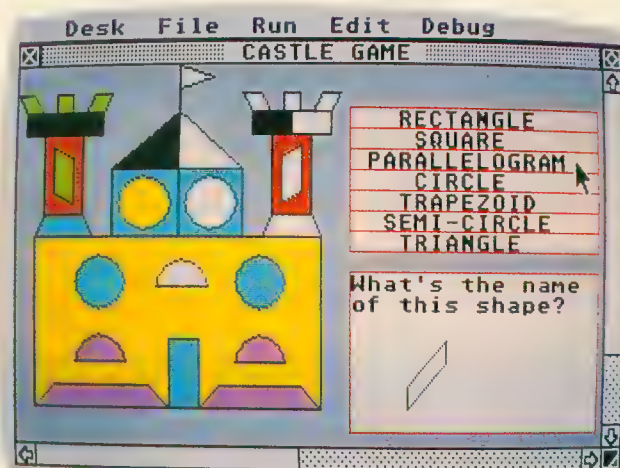 Desk File Run Edit Debug
CASTLE GAME
RECTANGLE
SQUARE
PARALLELOGRAM
CIRCLE
TRAPEZOID
SEMI-CIRCLE
TRIANGLE
What's the name
of this shape?